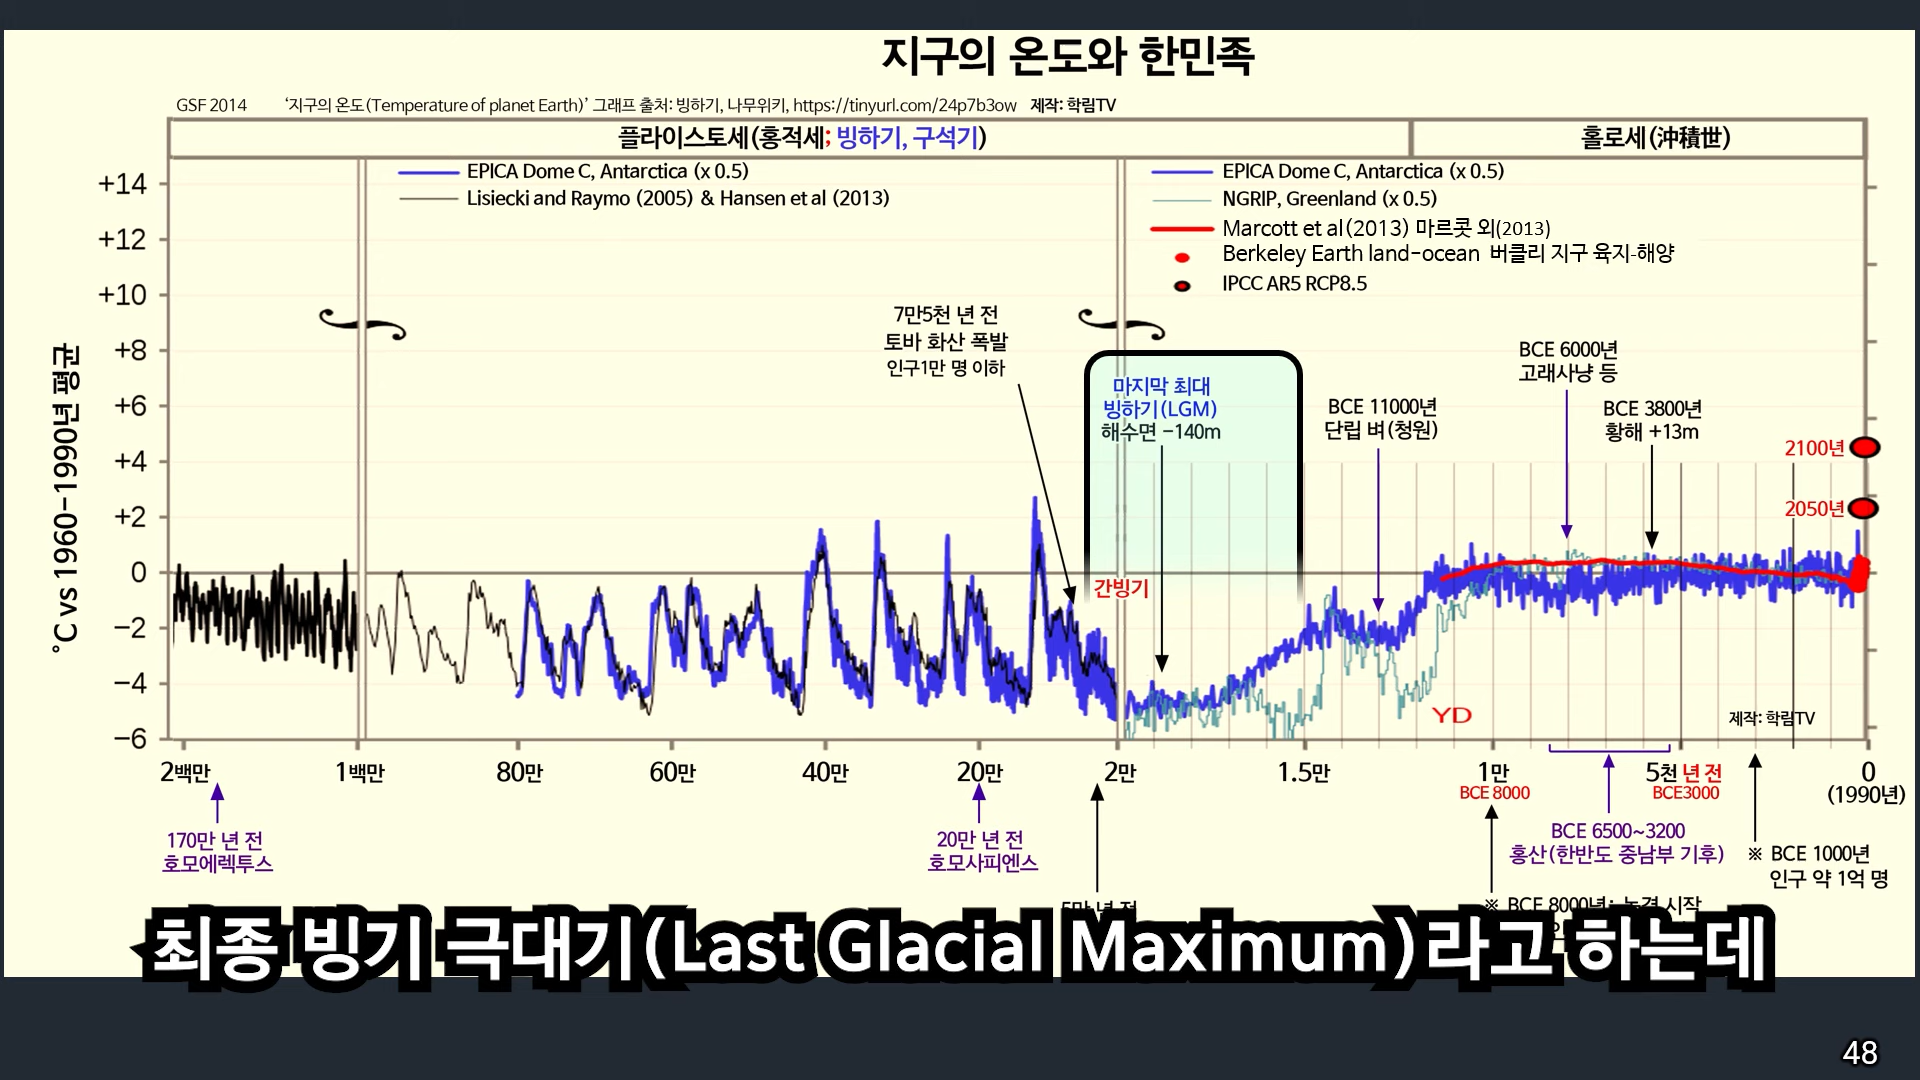 지구의 온도와 한민족
GSF 2014 ‘지구의 온도(Temperature of planet Earth)’ 그래프 출처: 빙하기, 나무위키, https://tinyurl.com/24p7b3ow 제작: 학림TV
플라이스토세(홍적세; 빙하기, 구석기)
홀로세(沖積世)
EPICA Dome C, Antarctica (x 0.5)
Lisiecki and Raymo (2005) & Hansen et al (2013)
EPICA Dome C, Antarctica (x 0.5)
NGRIP, Greenland (x 0.5)
Marcott et al(2013) 마르콧 외(2013)
Berkeley Earth land-ocean 버클리 지구 육지-해양
IPCC AR5 RCP8.5
°C vs 1960-1990년 평균
+14
+12
+10
+8
+6
+4
+2
0
−2
−4
−6
7만5천 년 전
토바 화산 폭발
인구1만 명 이하
마지막 최대
빙하기(LGM)
해수면 -140m
간빙기
BCE 11000년
단립 벼(청원)
BCE 6000년
고래사냥 등
BCE 3800년
황해 +13m
2100년
2050년
YD
제작: 학림TV
2백만
1백만
80만
60만
40만
20만
2만
1.5만
1만
5천 년 전
0
BCE 8000
BCE3000
(1990년)
170만 년 전
호모에렉투스
20만 년 전
호모사피엔스
BCE 6500~3200
홍산(한반도 중남부 기후)
※ BCE 1000년
인구 약 1억 명
5만 년 전
※ BCE 8000년: 농경 시작
최종 빙기 극대기(Last Glacial Maximum)라고 하는데
48